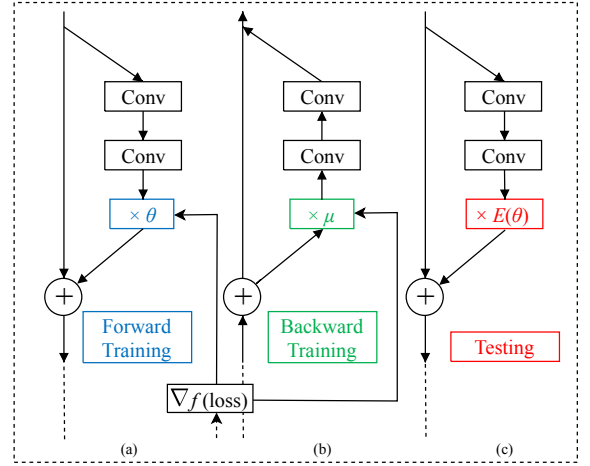 Conv
Conv
Conv
Conv
Conv
Conv
× θ
× μ
× E(θ)
+
+
+
Forward
Training
Backward
Training
Testing
∇f(loss)
(a)
(b)
(c)